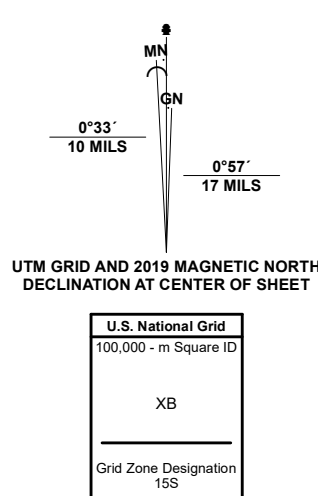 MN
GN
0°33´
10 MILS
0°57´
17 MILS
UTM GRID AND 2019 MAGNETIC NORTH
DECLINATION AT CENTER OF SHEET
U.S. National Grid
100,000 - m Square ID
XB
Grid Zone Designation
15S